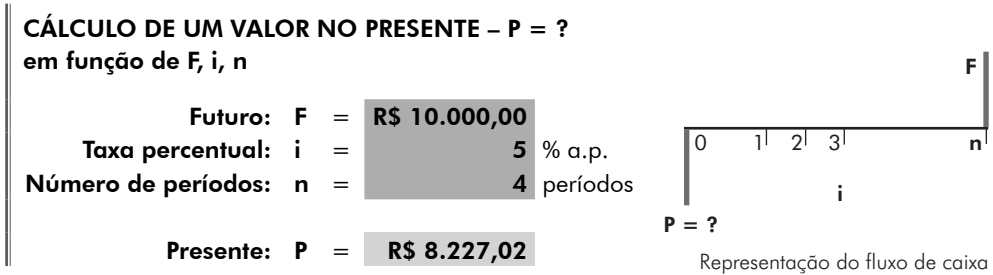 CÁLCULO DE UM VALOR NO PRESENTE – P = ?
em função de F, i, n
Futuro: F = R$ 10.000,00
Taxa percentual: i = 5 % a.p.
Número de períodos: n = 4 períodos
Presente: P = R$ 8.227,02
F
0 1 2 3 n
i
P = ?
Representação do fluxo de caixa